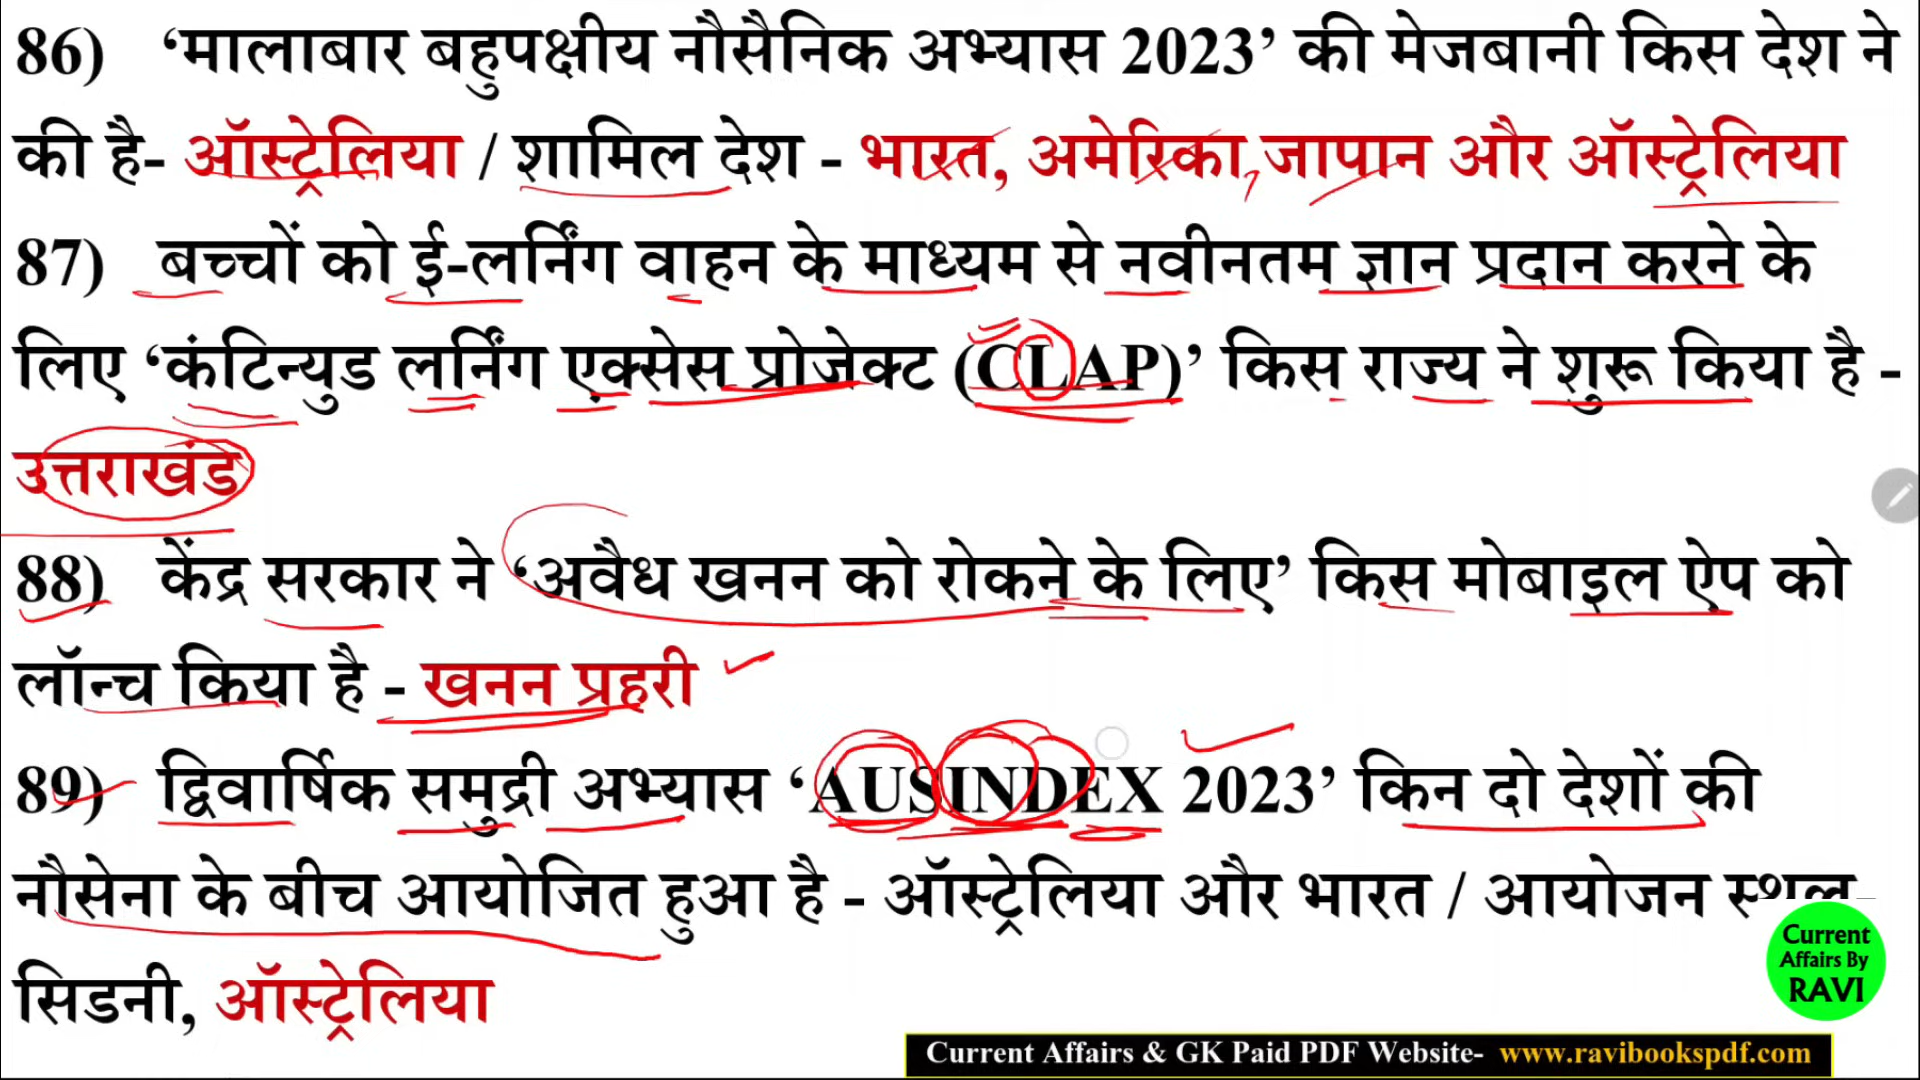 86) ‘मालाबार बहुपक्षीय नौसैनिक अभ्यास 2023’ की मेजबानी किस देश ने
की है- ऑस्ट्रेलिया / शामिल देश - भारत, अमेरिका,जापान और ऑस्ट्रेलिया
87) बच्चों को ई-लर्निंग वाहन के माध्यम से नवीनतम ज्ञान प्रदान करने के
लिए ‘कंटिन्युड लर्निंग एक्सेस प्रोजेक्ट (CLAP)’ किस राज्य ने शुरू किया है -
उत्तराखंड
88) केंद्र सरकार ने ‘अवैध खनन को रोकने के लिए’ किस मोबाइल ऐप को
लॉन्च किया है - खनन प्रहरी
89) द्विवार्षिक समुद्री अभ्यास ‘AUSINDEX 2023’ किन दो देशों की
नौसेना के बीच आयोजित हुआ है - ऑस्ट्रेलिया और भारत / आयोजन स्थल-
सिडनी, ऑस्ट्रेलिया
Current
Affairs By
RAVI
Current Affairs & GK Paid PDF Website- www.ravibookspdf.com